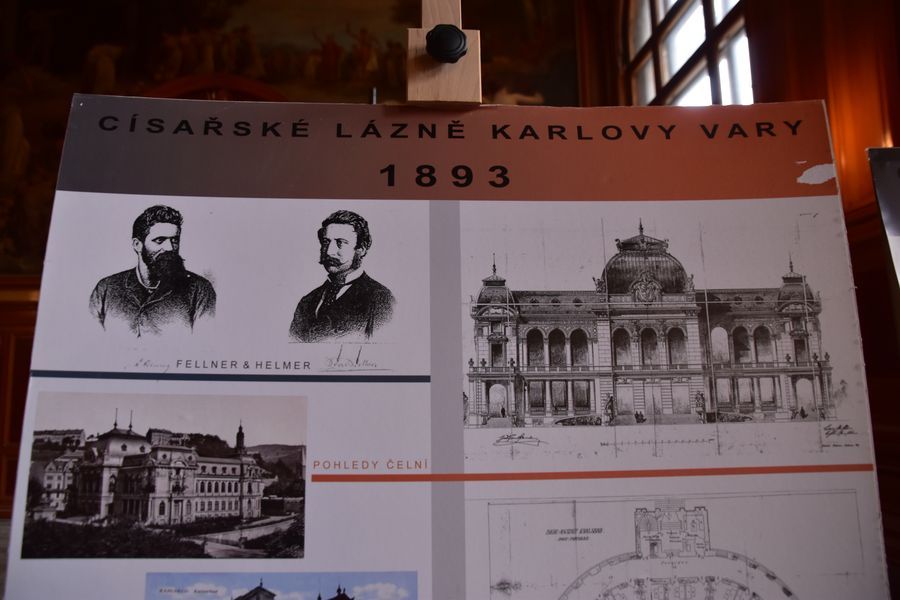 CÍSAŘSKÉ LÁZNĚ KARLOVY VARY
1893
FELLNER & HELMER
POHLEDY ČELNÍ